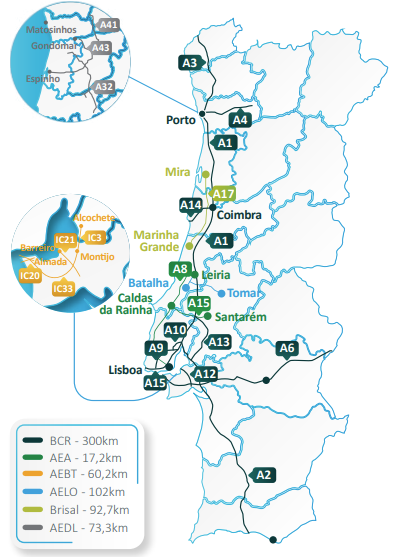 A41
Matosinhos
Gondomar
A43
Espinho
A32
A3
Porto
A4
A1
Mira
A17
A14
Coimbra
Marinha
Grande
A1
A8
Leiria
Batalha
Tomar
Caldas
da Rainha
A15
Santarém
A10
A13
A9
A6
Lisboa
A12
A15
A2
Alcochete
IC21
IC3
Barreiro
Montijo
Almada
IC20
IC33
BCR - 300km
AEA - 17,2km
AEBT - 60,2km
AELO - 102km
Brisal - 92,7km
AEDL - 73,3km